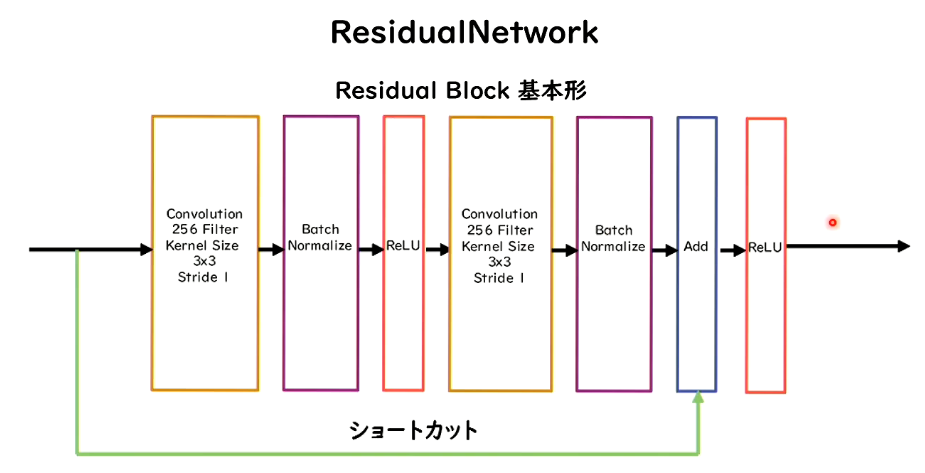 ResidualNetwork
Residual Block 基本形
Convolution
256 Filter
Kernel Size
3x3
Stride 1
Batch
Normalize
ReLU
Convolution
256 Filter
Kernel Size
3x3
Stride 1
Batch
Normalize
Add
ReLU
ショートカット